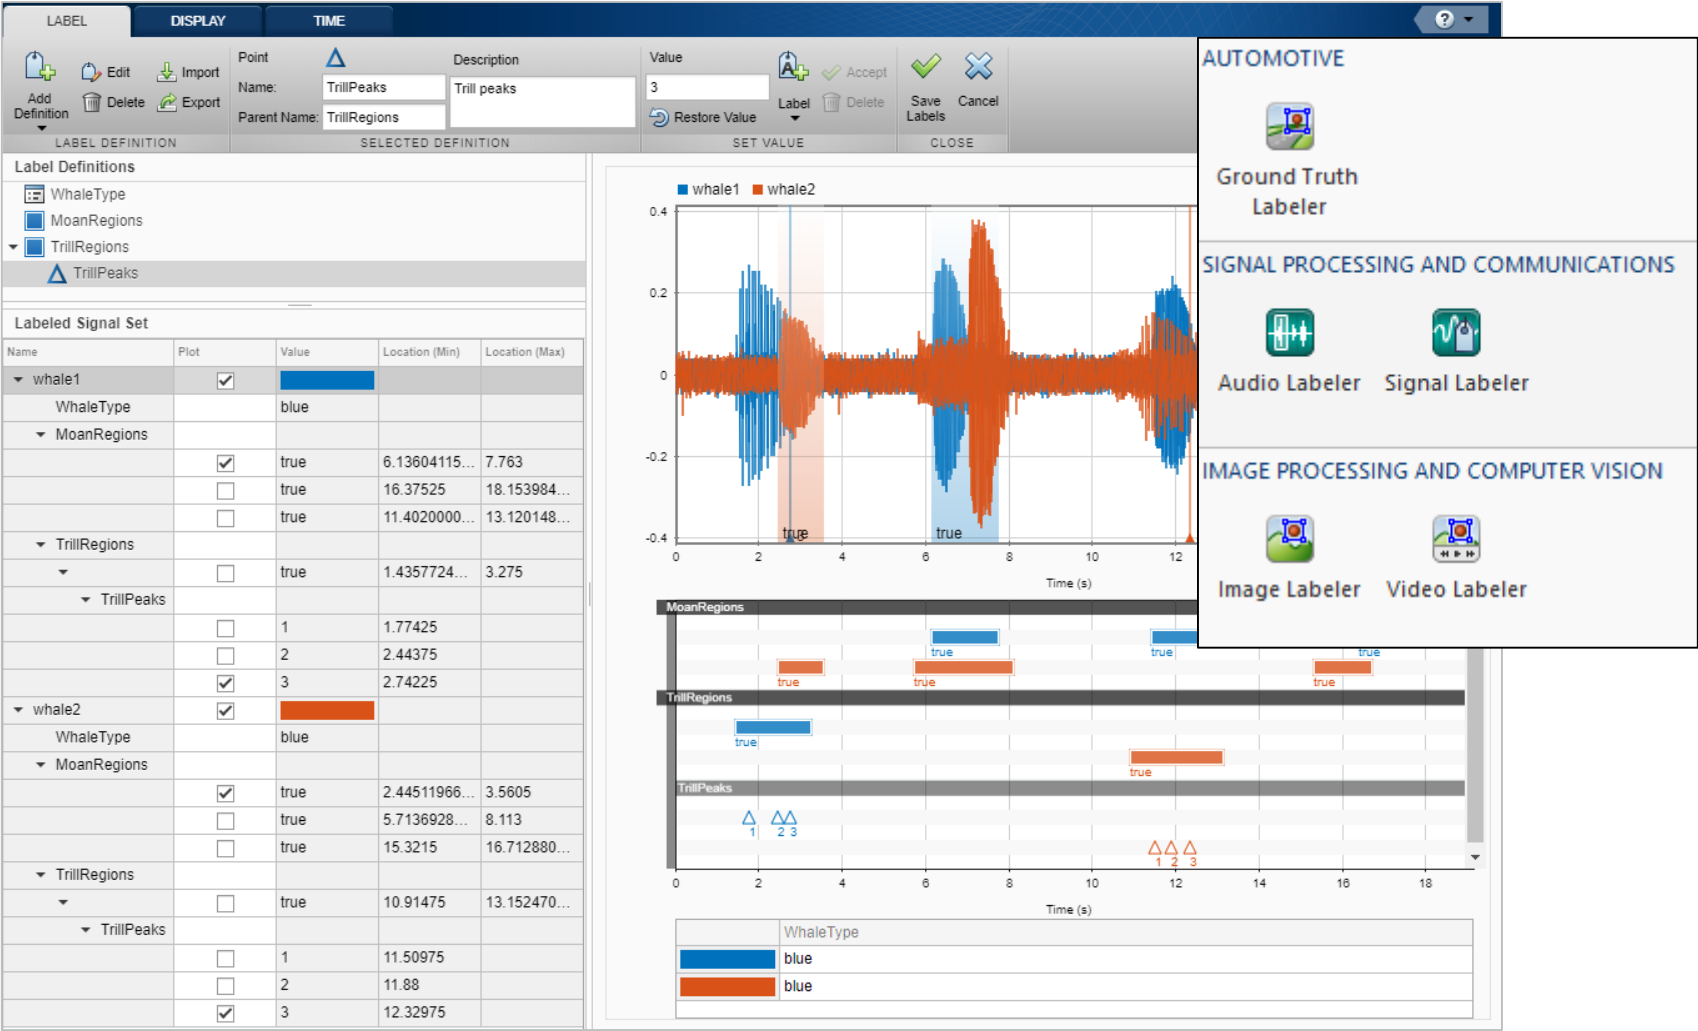 LABEL DISPLAY TIME
Add Definition
Edit
Delete
Import
Export
LABEL DEFINITION
Point
Name: TrillPeaks
Parent Name: TrillRegions
Description
Trill peaks
SELECTED DEFINITION
Value
3
Restore Value
Label
Accept
Delete
SET VALUE
Save Labels
Cancel
CLOSE
Label Definitions
WhaleType
MoanRegions
TrillRegions
TrillPeaks
Labeled Signal Set
Name Plot Value Location (Min) Location (Max)
whale1
WhaleType blue
MoanRegions
true 6.13604115... 7.763
true 16.37525 18.153984...
true 11.4020000... 13.120148...
TrillRegions
true 1.4357724... 3.275
TrillPeaks
1 1.77425
2 2.44375
3 2.74225
whale2
WhaleType blue
MoanRegions
true 2.44511966... 3.5605
true 5.7136928... 8.113
true 15.3215 16.712880...
TrillRegions
true 10.91475 13.152470...
TrillPeaks
1 11.50975
2 11.88
3 12.32975
whale1 whale2
0.4
0.2
0
-0.2
-0.4
true 3 true
0 2 4 6 8 10 12
Time (s)
MoanRegions
true true true
true true true
TrillRegions
true
true
TrillPeaks
1 2 3
1 2 3
0 2 4 6 8 10 12 14 16 18
Time (s)
WhaleType
blue
blue
AUTOMOTIVE
Ground Truth
Labeler
SIGNAL PROCESSING AND COMMUNICATIONS
Audio Labeler Signal Labeler
IMAGE PROCESSING AND COMPUTER VISION
Image Labeler Video Labeler